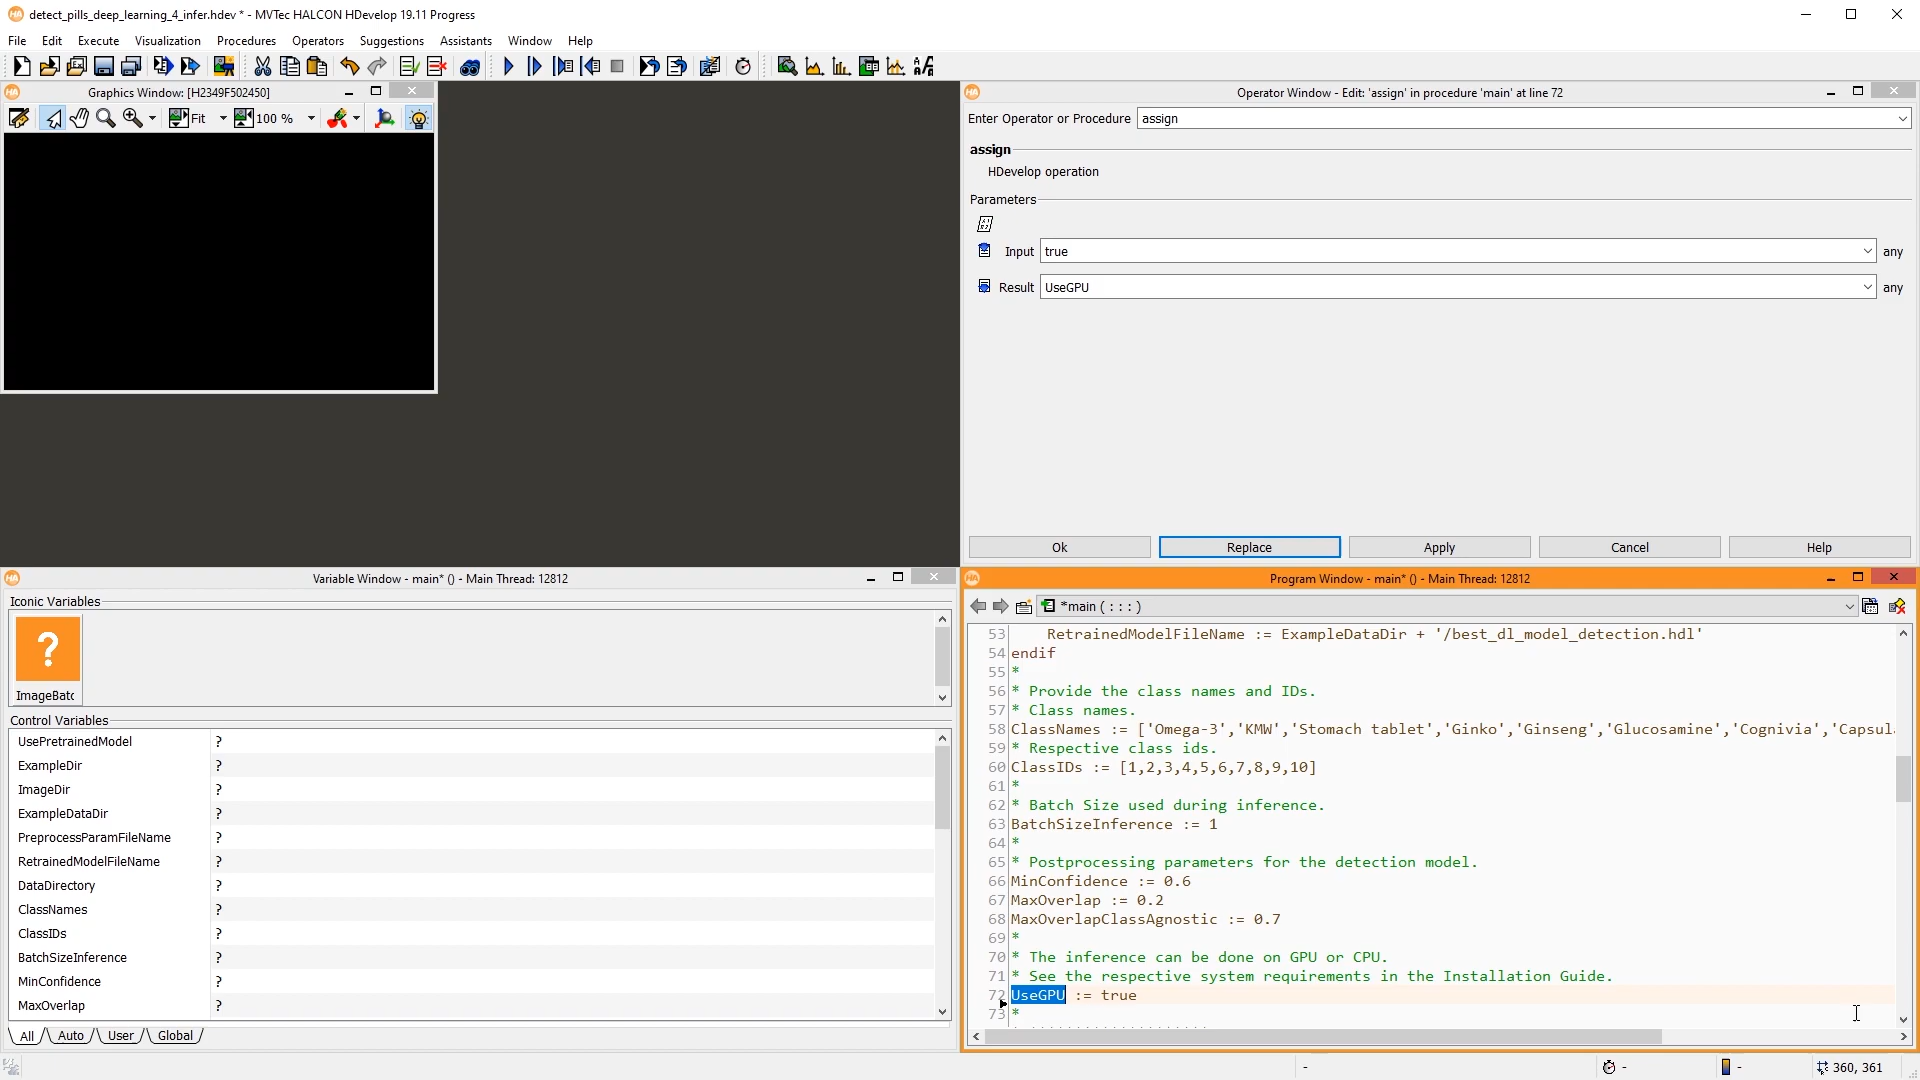 detect_pills_deep_learning_4_infer.hdev * - MVTec HALCON HDevelop 19.11 Progress
File Edit Execute Visualization Procedures Operators Suggestions Assistants Window Help
Graphics Window: [H2349F502450]
Fit 100 %
Operator Window - Edit: 'assign' in procedure 'main' at line 72
Enter Operator or Procedure assign
assign
HDevelop operation
Parameters
Input true any
Result UseGPU any
Ok Replace Apply Cancel Help
Variable Window - main* () - Main Thread: 12812
Iconic Variables
?
ImageBatc
Control Variables
UsePretrainedModel ?
ExampleDir ?
ImageDir ?
ExampleDataDir ?
PreprocessParamFileName ?
RetrainedModelFileName ?
DataDirectory ?
ClassNames ?
ClassIDs ?
BatchSizeInference ?
MinConfidence ?
MaxOverlap ?
All Auto User Global
Program Window - main* () - Main Thread: 12812
*main ( : : : )
53 RetrainedModelFileName := ExampleDataDir + '/best_dl_model_detection.hdl'
54 endif
55 *
56 * Provide the class names and IDs.
57 * Class names.
58 ClassNames := ['Omega-3','KMW','Stomach tablet','Ginko','Ginseng','Glucosamine','Cognivia','Capsul
59 * Respective class ids.
60 ClassIDs := [1,2,3,4,5,6,7,8,9,10]
61 *
62 * Batch Size used during inference.
63 BatchSizeInference := 1
64 *
65 * Postprocessing parameters for the detection model.
66 MinConfidence := 0.6
67 MaxOverlap := 0.2
68 MaxOverlapClassAgnostic := 0.7
69 *
70 * The inference can be done on GPU or CPU.
71 * See the respective system requirements in the Installation Guide.
72 UseGPU := true
73 *
- - - 360, 361